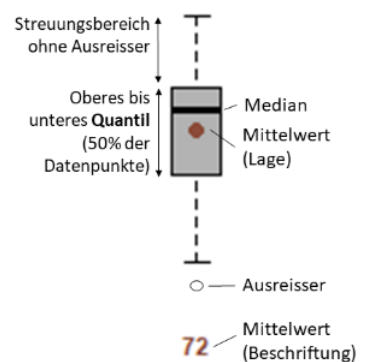 Streuungsbereich
ohne Ausreisser
Oberes bis
unteres Quantil
(50% der
Datenpunkte)
Median
Mittelwert
(Lage)
Ausreisser
72
Mittelwert
(Beschriftung)